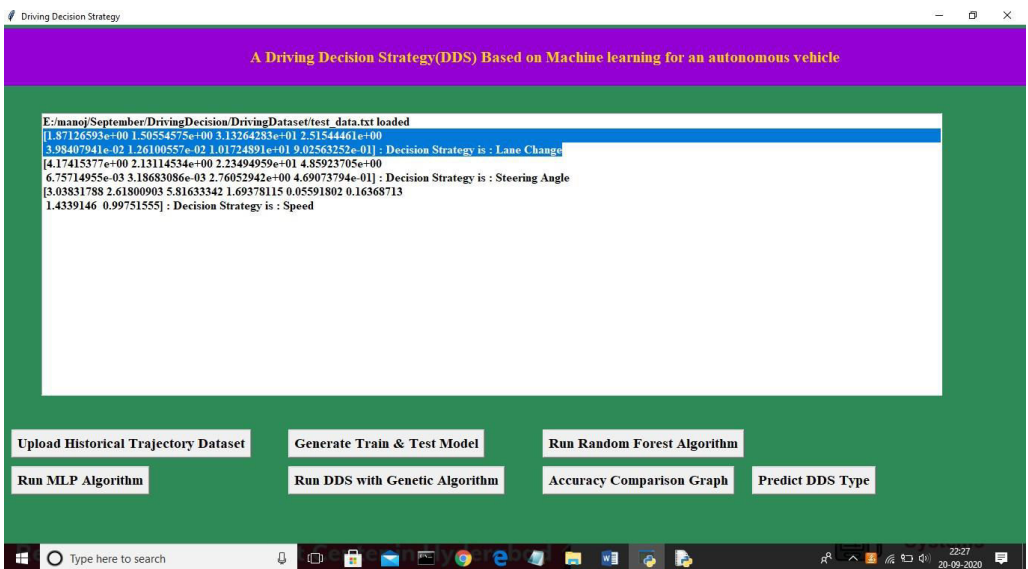 Driving Decision Strategy
A Driving Decision Strategy(DDS) Based on Machine learning for an autonomous vehicle
E:/manoj/September/DrivingDecision/DrivingDataset/test_data.txt loaded
[1.87126593e+00 1.50554575e+00 3.13264283e+01 2.51544461e+00
3.98407941e-02 1.26100557e-02 1.01724891e+01 9.02563252e-01] : Decision Strategy is : Lane Change
[4.17415377e+00 2.13114534e+00 2.23494959e+01 4.85923705e+00
6.75714955e-03 3.18683086e-03 2.76052942e+00 4.69073794e-01] : Decision Strategy is : Steering Angle
[3.03831788 2.61800903 5.81633342 1.69378115 0.05591802 0.16368713
1.4339146 0.99751555] : Decision Strategy is : Speed
Upload Historical Trajectory Dataset
Generate Train & Test Model
Run Random Forest Algorithm
Run MLP Algorithm
Run DDS with Genetic Algorithm
Accuracy Comparison Graph
Predict DDS Type
Type here to search
22:27
20-09-2020